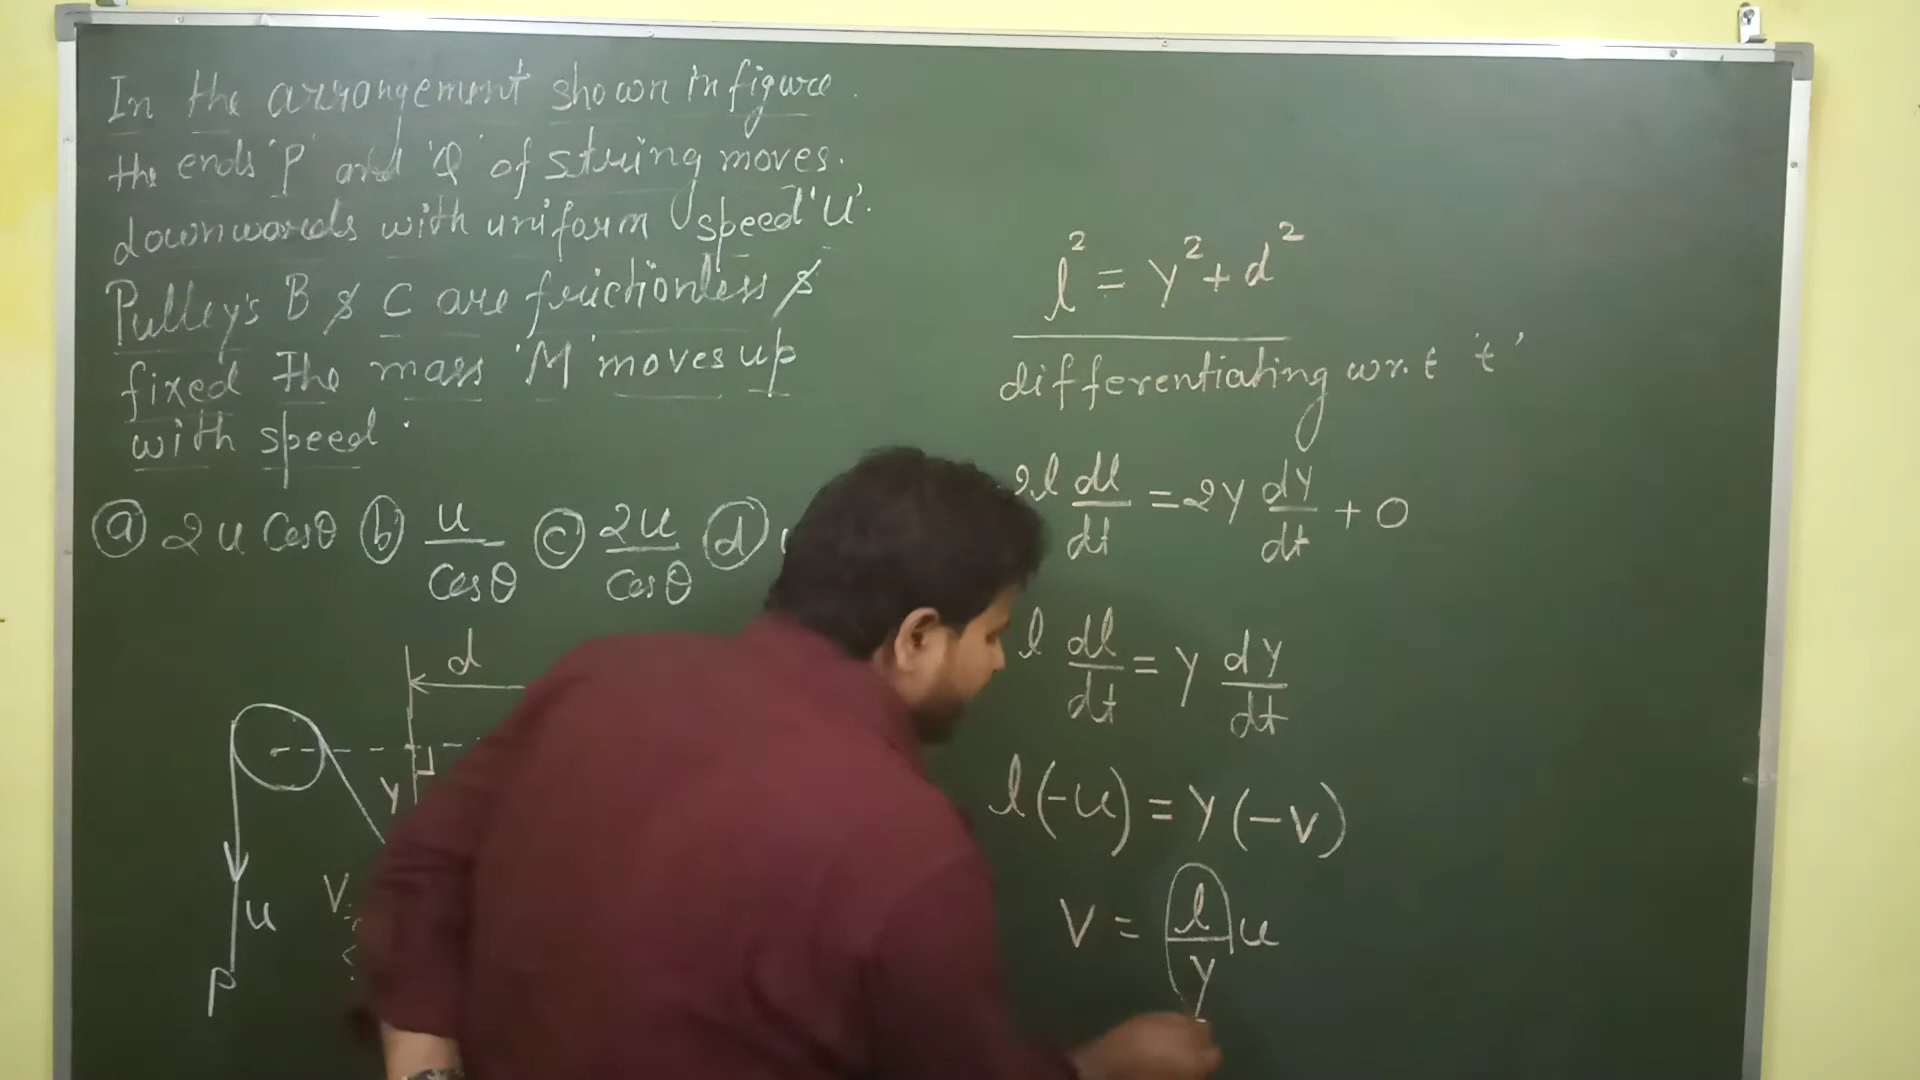 In the arrangement shown in figure.
the ends 'P' and 'Q' of string moves.
downwards with uniform speed 'U'.
Pulley's B & C are frictionless &
fixed The mass 'M' moves up
with speed.
(a) 2u Cosθ (b) u/Cosθ (c) 2u/Cosθ (d)
d
y
u
V
P
l² = y² + d²
differentiating w.r.t 't'
2l dl/dt = 2y dy/dt + 0
l dl/dt = y dy/dt
l(-u) = y(-v)
V = (l/y) u